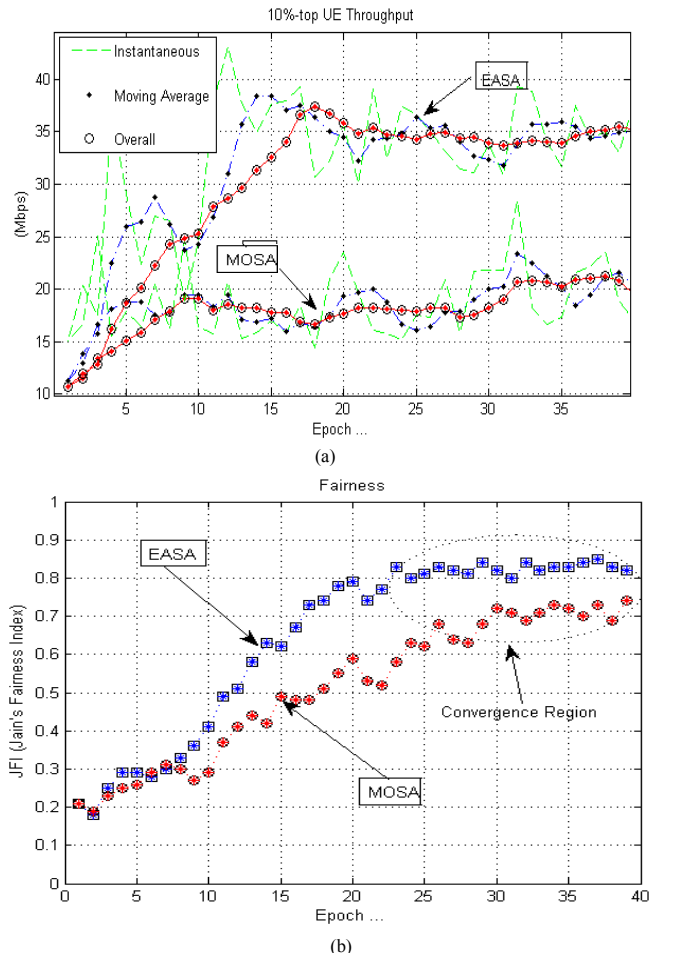 10%-top UE Throughput
Instantaneous
Moving Average
Overall
EASA
MOSA
(Mbps)
40
35
30
25
20
15
10
5
10
15
20
25
30
35
Epoch ...
(a)
Fairness
JFI (Jain's Fairness Index)
1
0.9
0.8
0.7
0.6
0.5
0.4
0.3
0.2
0.1
0
EASA
Convergence Region
MOSA
0
5
10
15
20
25
30
35
40
Epoch ...
(b)